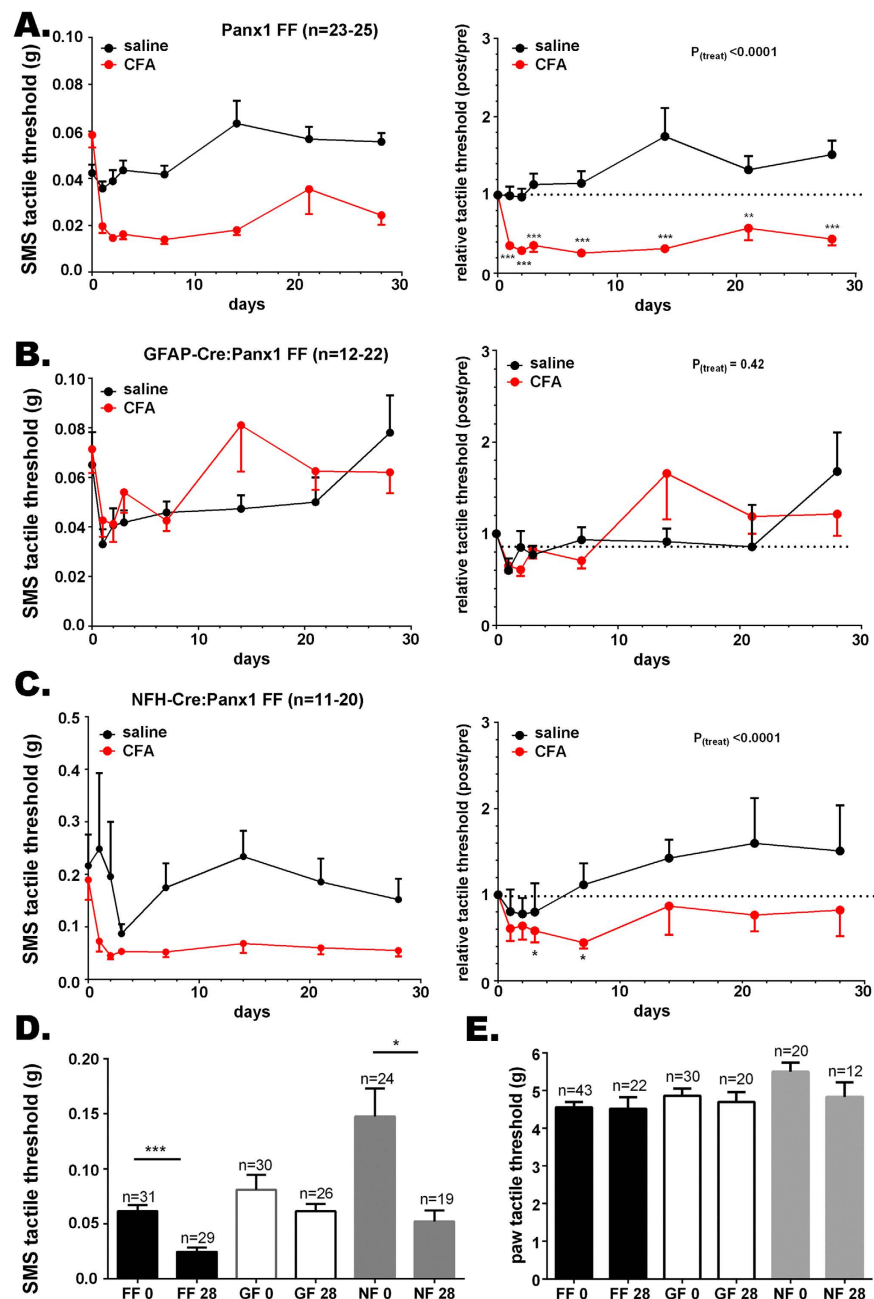 A.
Panx1 FF (n=23-25)
saline
CFA
SMS tactile threshold (g)
0.10
0.08
0.06
0.04
0.02
0.0
0 10 20 30
days
saline
CFA
P(treat) <0.0001
relative tactile threshold (post/pre)
3
2
1
0
*** *** *** *** *** ** ***
0 10 20 30
days
B.
GFAP-Cre:Panx1 FF (n=12-22)
saline
CFA
SMS tactile threshold (g)
0.10
0.08
0.06
0.04
0.02
0.0
0 10 20 30
days
saline
CFA
P(treat) = 0.42
relative tactile threshold (post/pre)
3
2
1
0
0 10 20 30
days
C.
NFH-Cre:Panx1 FF (n=11-20)
saline
CFA
SMS tactile threshold (g)
0.5
0.4
0.3
0.2
0.1
0.0
0 10 20 30
days
saline
CFA
P(treat) <0.0001
relative tactile threshold (post/pre)
3
2
1
0
* *
0 10 20 30
days
D.
SMS tactile threshold (g)
0.20
0.15
0.10
0.05
0.0
***
*
n=31
n=29
n=30
n=26
n=24
n=19
FF 0 FF 28 GF 0 GF 28 NF 0 NF 28
E.
paw tactile threshold (g)
6
5
4
3
2
1
0
n=43
n=22
n=30
n=20
n=20
n=12
FF 0 FF 28 GF 0 GF 28 NF 0 NF 28